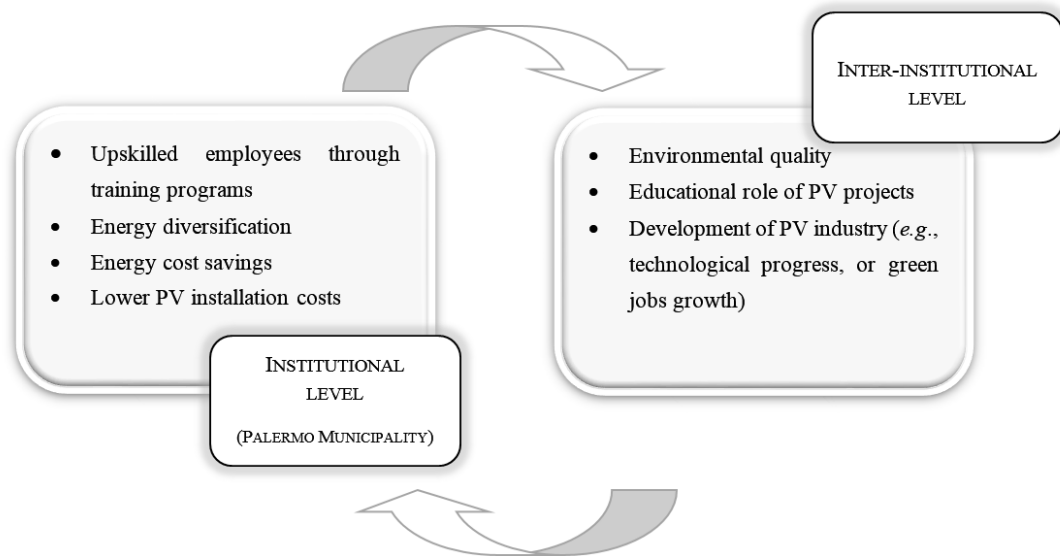 • Upskilled employees through
training programs
• Energy diversification
• Energy cost savings
• Lower PV installation costs
INSTITUTIONAL
LEVEL
(PALERMO MUNICIPALITY)
INTER-INSTITUTIONAL
LEVEL
• Environmental quality
• Educational role of PV projects
• Development of PV industry (e.g.,
technological progress, or green
jobs growth)